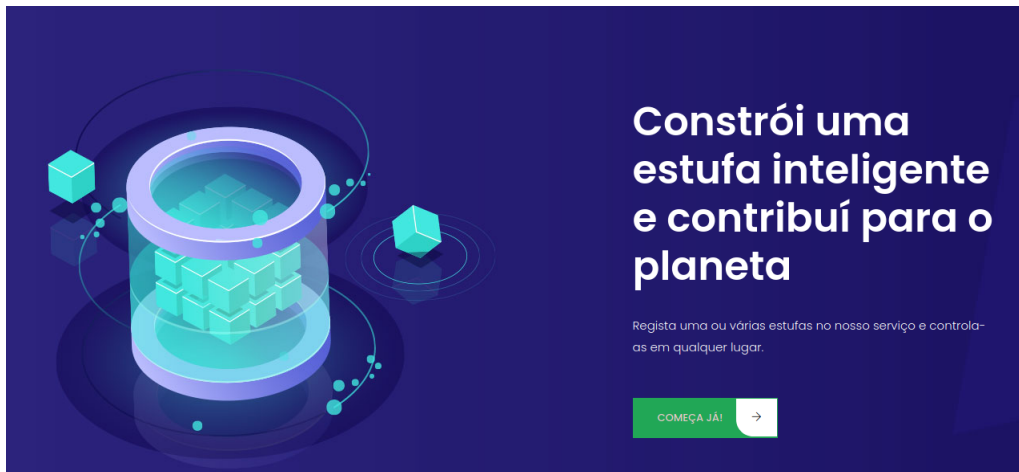 Constrói uma
estufa inteligente
e contribuí para o
planeta
Regista uma ou várias estufas no nosso serviço e controla-
as em qualquer lugar.
COMEÇA JÁ!